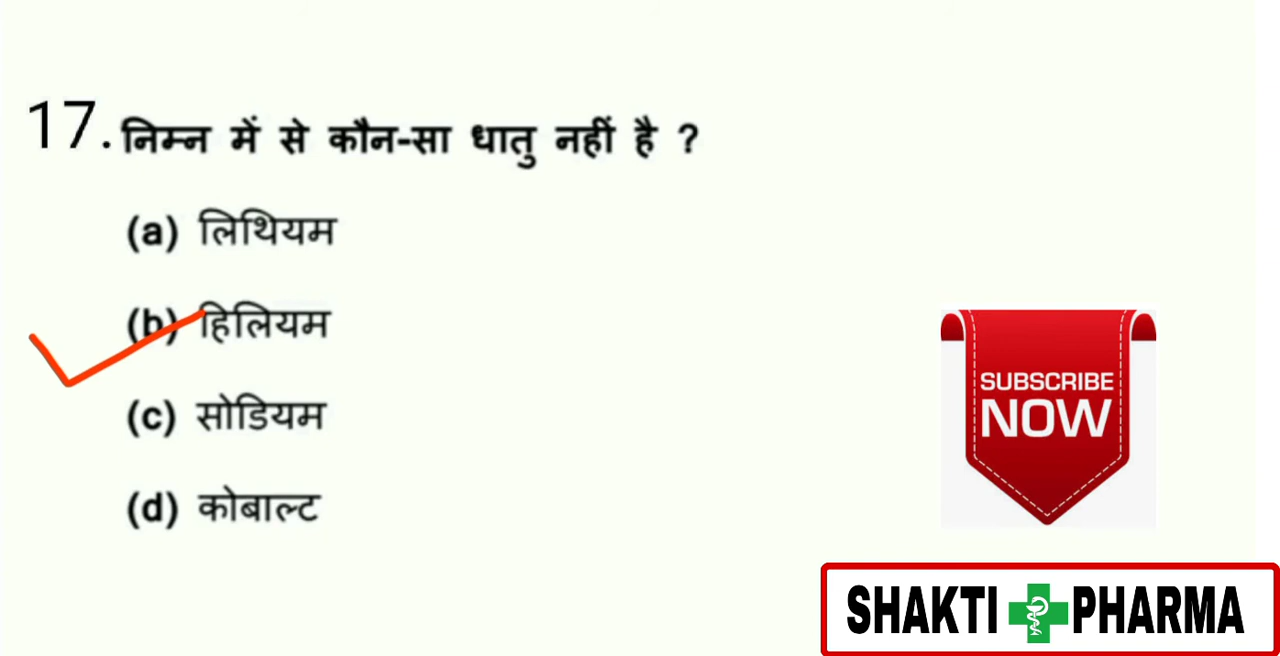 17. निम्न में से कौन-सा धातु नहीं है ?
(a) लिथियम
(b) हिलियम
(c) सोडियम
(d) कोबाल्ट
SUBSCRIBE
NOW
SHAKTI PHARMA